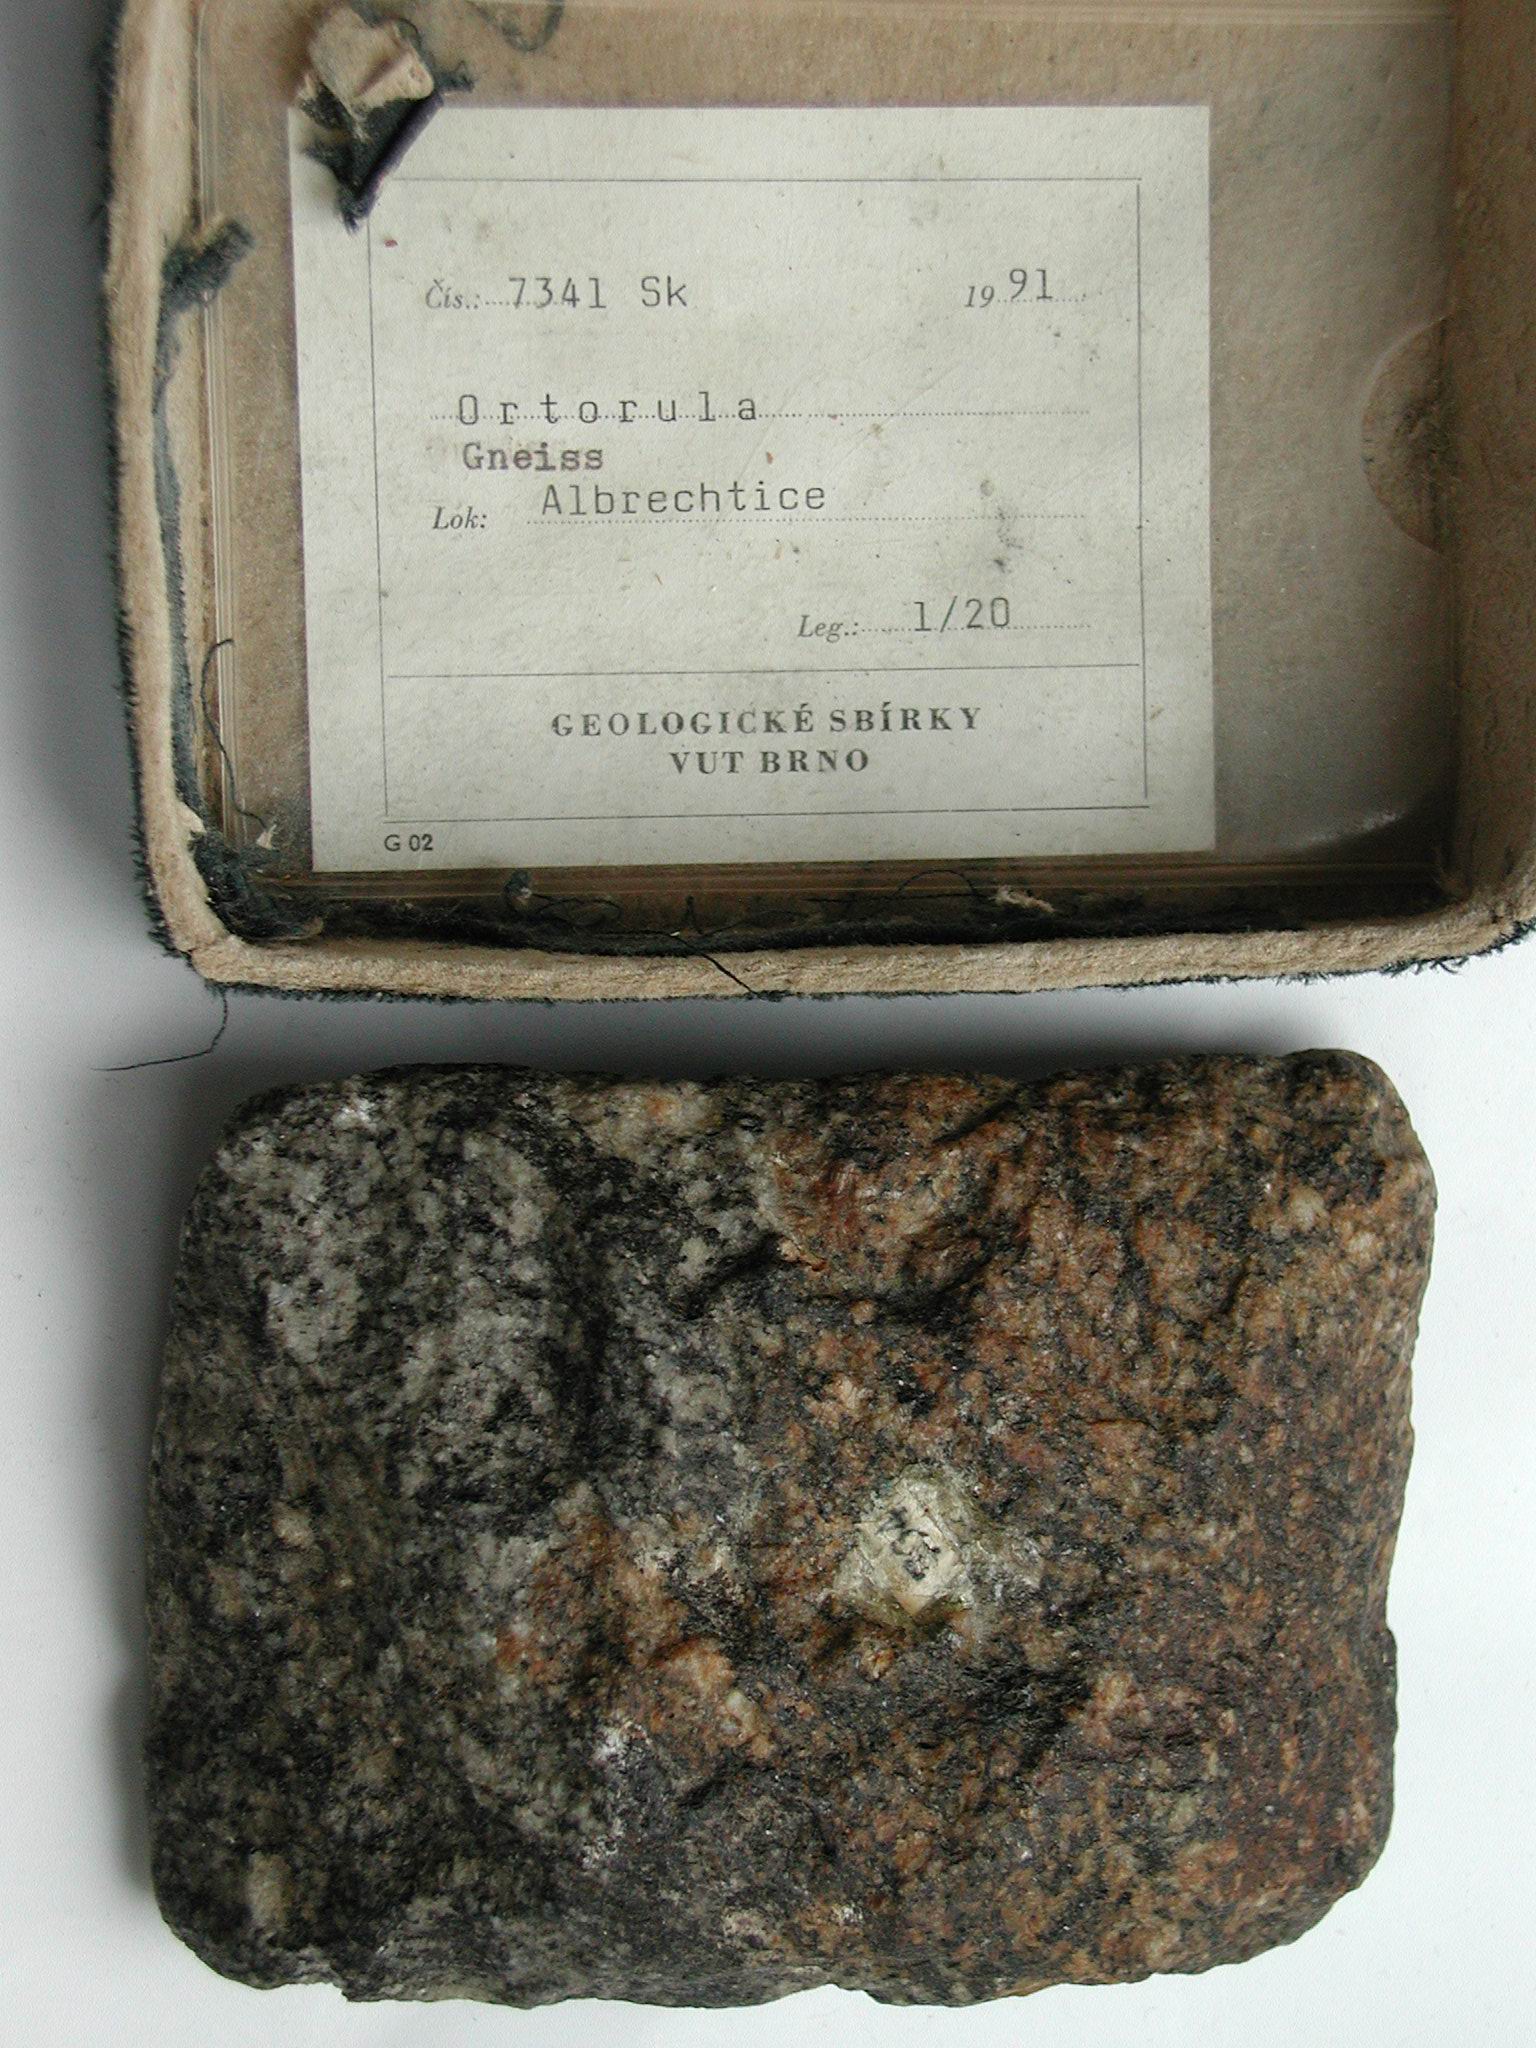 Čís.: 7341 Sk 19 91
Ortorula
Gneiss
Lok: Albrechtice
Leg.: 1/20
GEOLOGICKÉ SBÍRKY
VUT BRNO
G 02